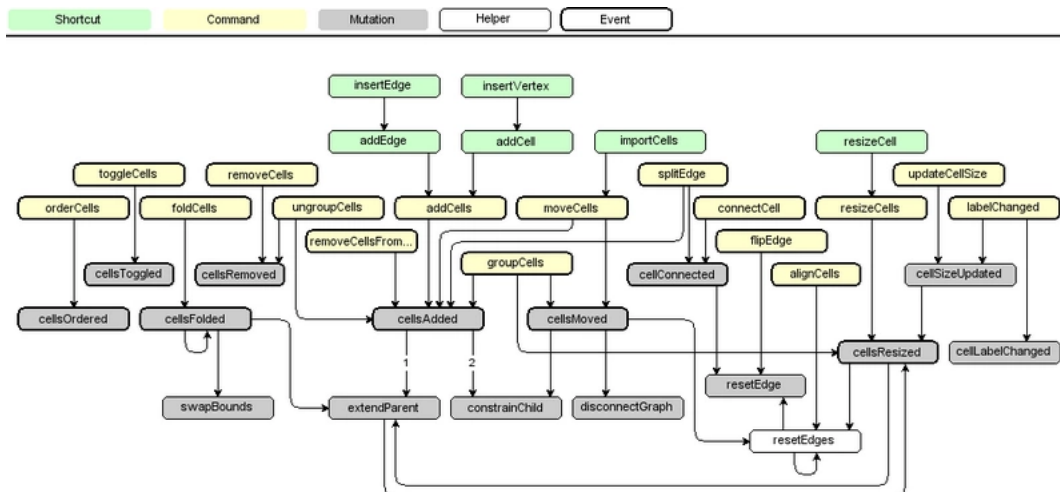 Shortcut
Command
Mutation
Helper
Event
insertEdge
insertVertex
addEdge
addCell
importCells
resizeCell
toggleCells
removeCells
splitEdge
updateCellSize
orderCells
foldCells
ungroupCells
addCells
moveCells
connectCell
resizeCells
labelChanged
removeCellsFrom...
flipEdge
groupCells
cellsToggled
cellsRemoved
cellConnected
alignCells
cellSizeUpdated
cellsOrdered
cellsFolded
cellsAdded
cellsMoved
cellsResized
cellLabelChanged
1
2
resetEdge
swapBounds
extendParent
constrainChild
disconnectGraph
resetEdges